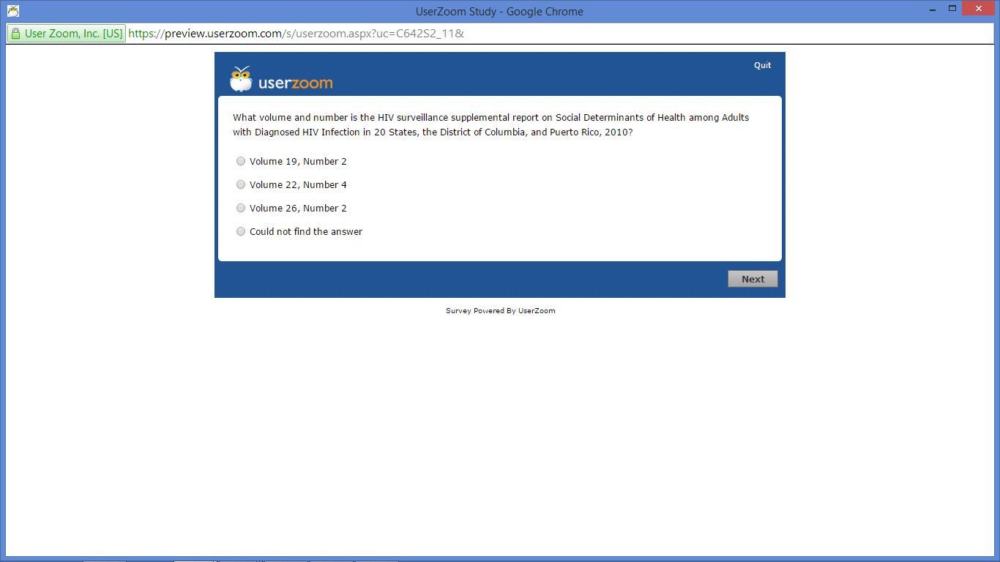 UserZoom Study - Google Chrome
User Zoom, Inc. [US] https://preview.userzoom.com/s/userzoom.aspx?uc=C642S2_11&
Quit
userzoom
What volume and number is the HIV surveillance supplemental report on Social Determinants of Health among Adults
with Diagnosed HIV Infection in 20 States, the District of Columbia, and Puerto Rico, 2010?
Volume 19, Number 2
Volume 22, Number 4
Volume 26, Number 2
Could not find the answer
Next
Survey Powered By UserZoom